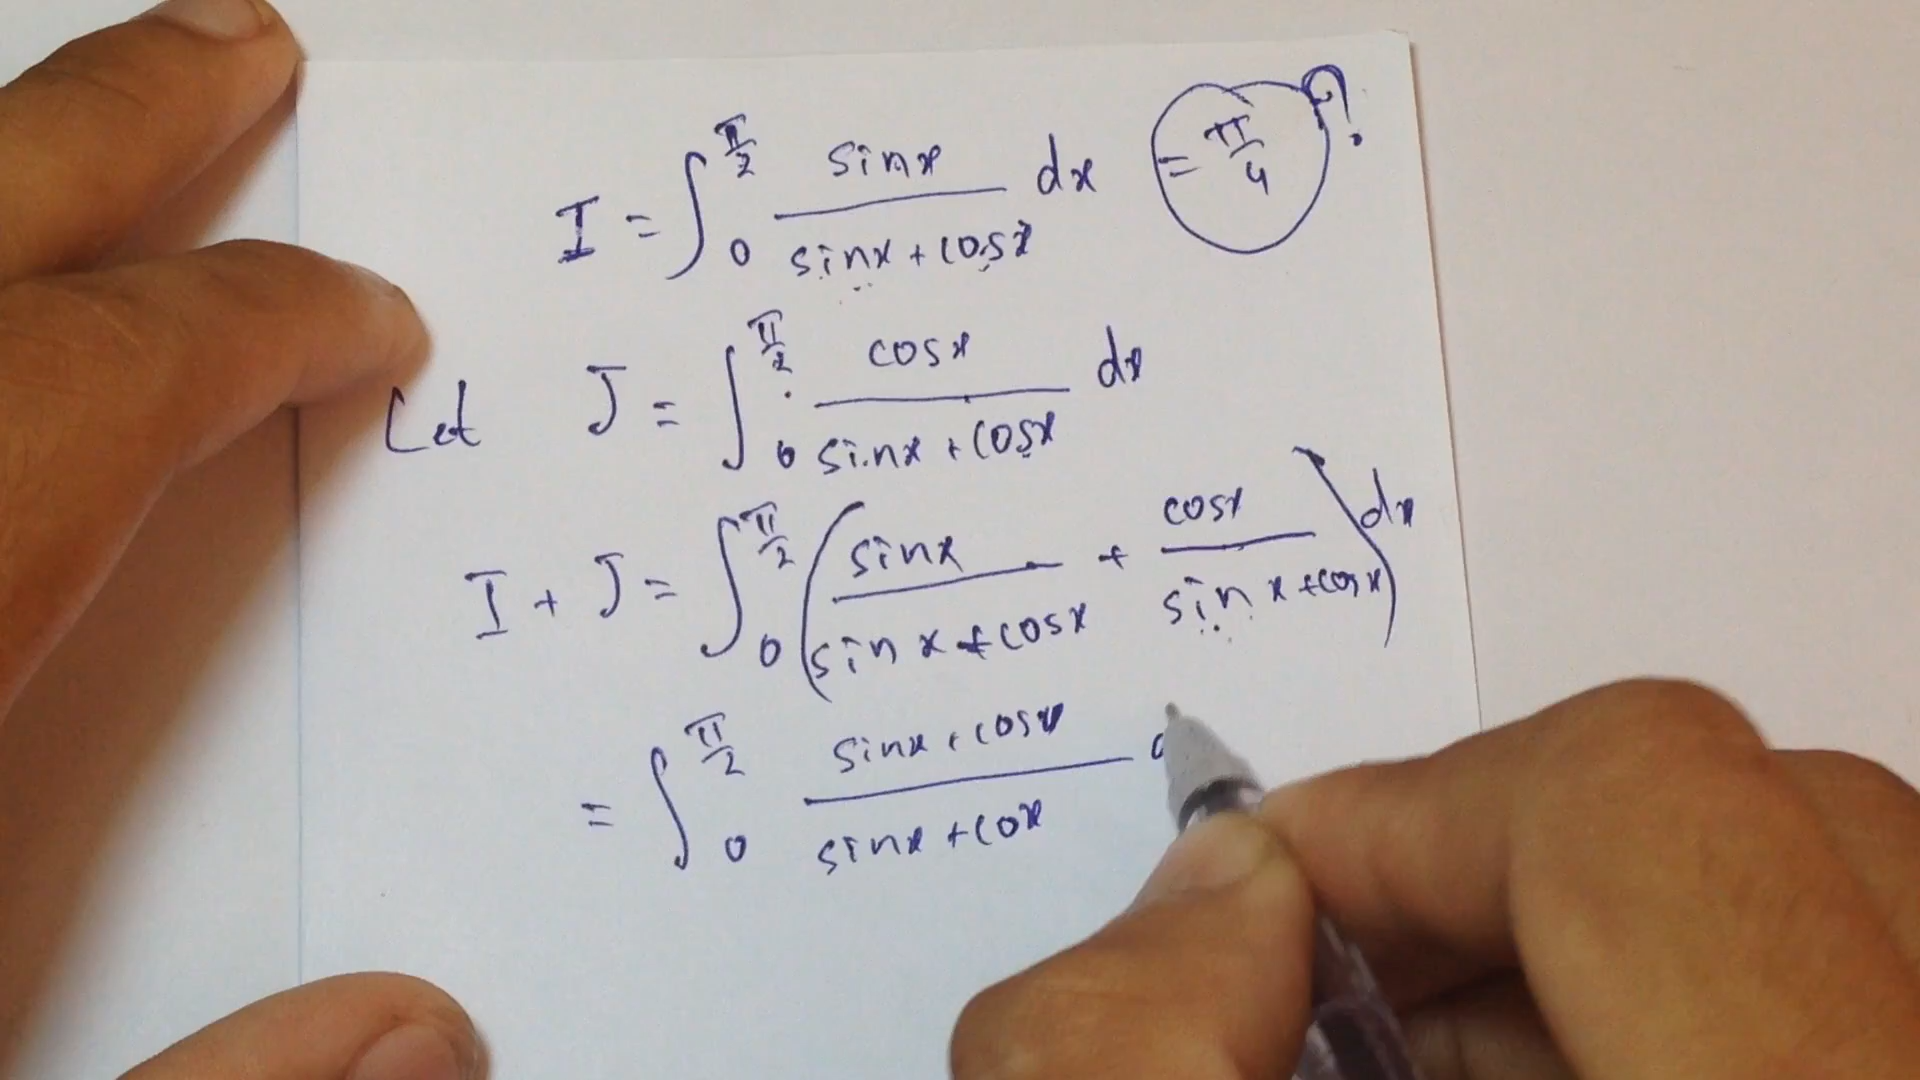 I = ∫₀^(π/2) sinx/(sinx + cosx) dx = π/4 ?
Let J = ∫₀^(π/2) cosx/(sinx + cosx) dx
I + J = ∫₀^(π/2) (sinx/(sinx + cosx) + cosx/(sinx + cosx)) dx
= ∫₀^(π/2) (sinx + cosx)/(sinx + cox)